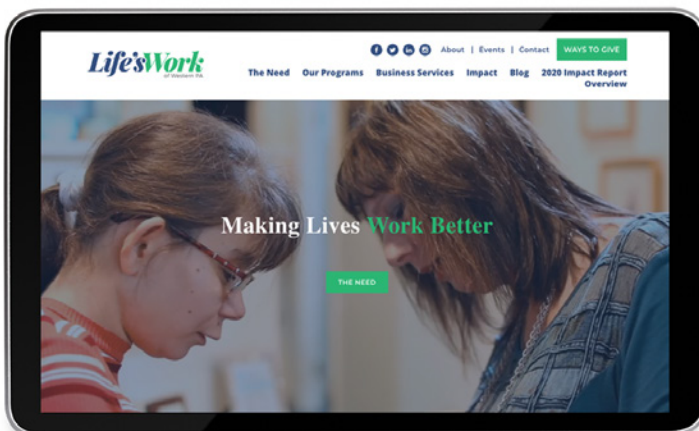 Life'sWork
of Western PA
About | Events | Contact
WAYS TO GIVE
The Need
Our Programs
Business Services
Impact
Blog
2020 Impact Report
Overview
Making Lives Work Better
THE NEED